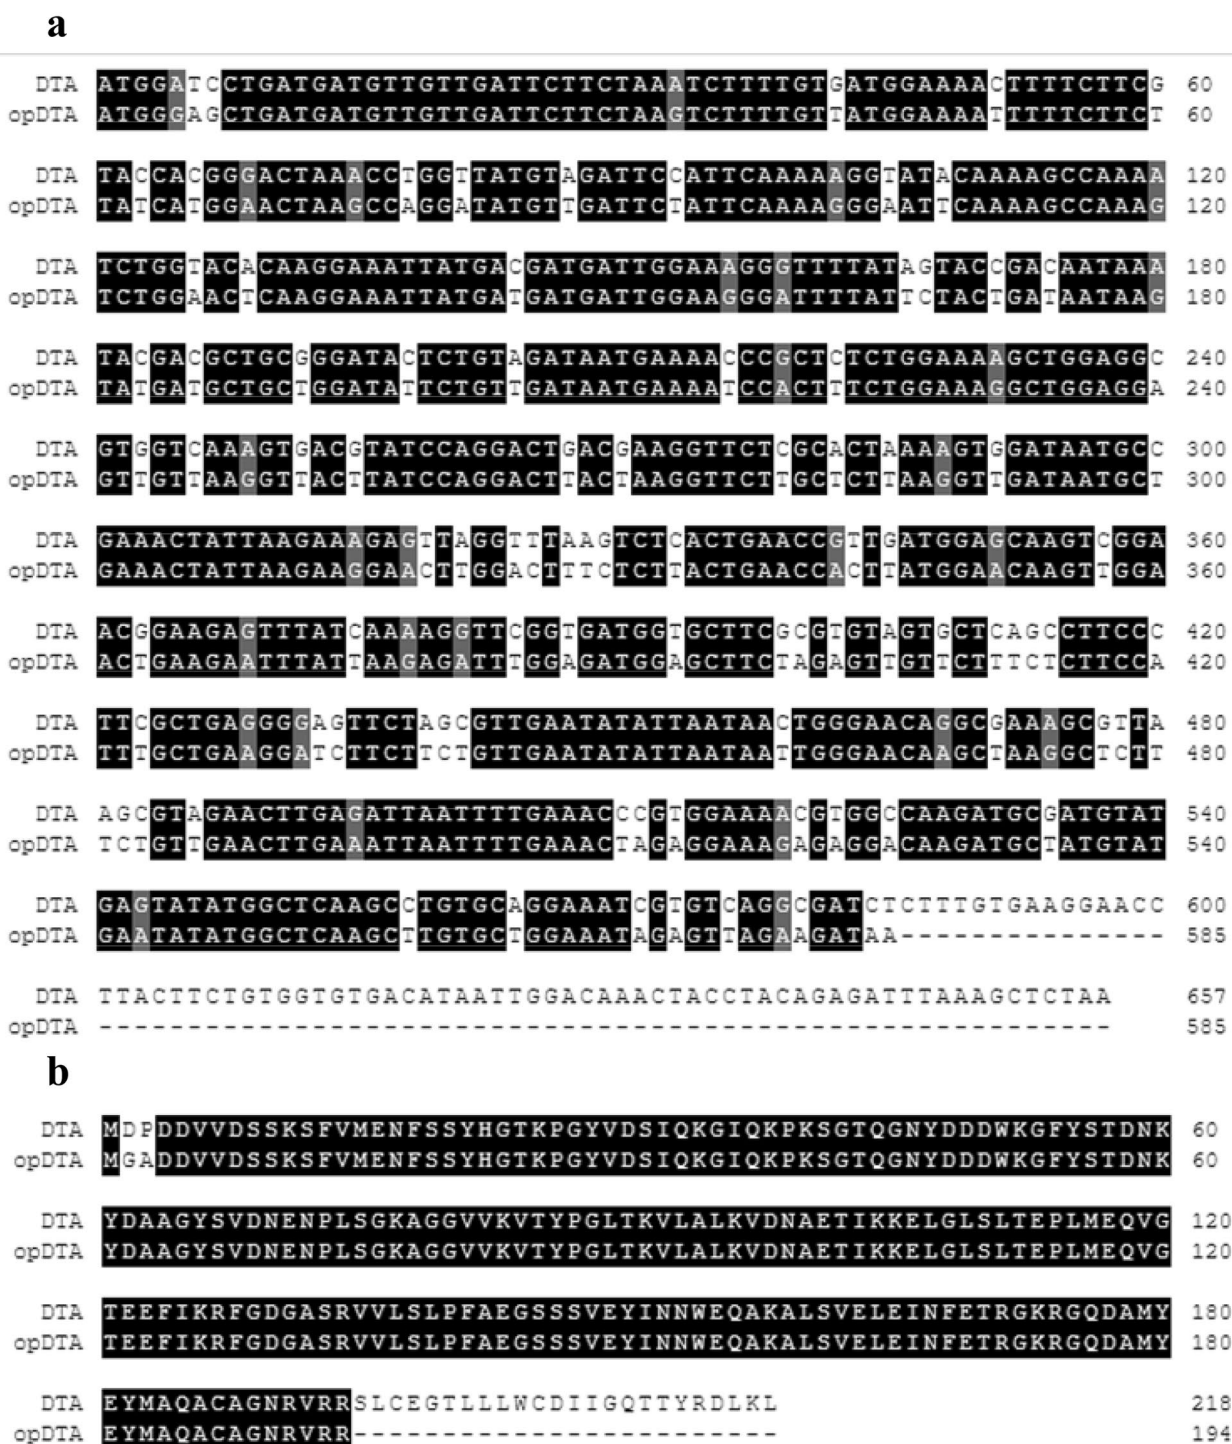 a
DTA ATGGATCCTGATGATGTTGTTGATTCTTCTAAATCTTTTGTGATGGAAAACTTTTCTTCG 60
opDTA ATGGGAGCTGATGATGTTGTTGATTCTTCTAAGTCTTTTGTTATGGAAAATTTTTCTTCT 60
DTA TACCACGGGACTAAACCTGGTTATGTAGATTCCATTCAAAAAGGTATACAAAAGCCAAAA 120
opDTA TATCATGGAACTAAGCCAGGATATGTTGATTCTATTCAAAAGGGAATTCAAAAGCCAAAG 120
DTA TCTGGTACACAAGGAAATTATGACGATGATTGGAAAGGGTTTTATAGTACCGACAATAAA 180
opDTA TCTGGAACTCAAGGAAATTATGATGATGATTGGAAGGGATTTTATTCTACTGATAATAAG 180
DTA TACGACGCTGCGGGATACTCTGTAGATAATGAAAACCCGCTCTCTGGAAAAGCTGGAGGC 240
opDTA TATGATGCTGCTGGATATTCTGTTGATAATGAAAATCCACTTTCTGGAAAGGCTGGAGGA 240
DTA GTGGTCAAAGTGACGTATCCAGGACTGACGAAGGTTCTCGCACTAAAAGTGGATAATGCC 300
opDTA GTTGTTAAGGTTACTTATCCAGGACTTACTAAGGTTCTTGCTCTTAAGGTTGATAATGCT 300
DTA GAAACTATTAAGAAAGAGTTAGGTTTAAGTCTCACTGAACCGTTGATGGAGCAAGTCGGA 360
opDTA GAAACTATTAAGAAGGAACTTGGACTTTCTCTTACTGAACCACTTATGGAACAAGTTGGA 360
DTA ACGGAAGAGTTTATCAAAAGGTTCGGTGATGGTGCTTCGCGTGTAGTGCTCAGCCTTCCC 420
opDTA ACTGAAGAATTTATTAAGAGATTTGGAGATGGAGCTTCTAGAGTTGTTCTTTCTCTTCCA 420
DTA TTCGCTGAGGGGAGTTCTAGCGTTGAATATATTAATAACTGGGAACAGGCGAAAGCGTTA 480
opDTA TTTGCTGAAGGATCTTCTTCTGTTGAATATATTAATAATTGGGAACAAGCTAAGGCTCTT 480
DTA AGCGTAGAACTTGAGATTAATTTTGAAACCCGTGGAAAACGTGGCCAAGATGCGATGTAT 540
opDTA TCTGTTGAACTTGAAATTAATTTTGAAACTAGAGGAAAGAGAGGACAAGATGCTATGTAT 540
DTA GAGTATATGGCTCAAGCCTGTGCAGGAAATCGTGTCAGGCGATCTCTTTGTGAAGGAACC 600
opDTA GAATATATGGCTCAAGCTTGTGCTGGAAATAGAGTTAGAAGATAA--------------- 585
DTA TTACTTCTGTGGTGTGACATAATTGGACAAACTACCTACAGAGATTTAAAGCTCTAA 657
opDTA --------------------------------------------------------- 585
b
DTA MDPDDVVDSSKSFVMENFSSYHGTKPGYVDSIQKGIQKPKSGTQGNYDDDWKGFYSTDNK 60
opDTA MGADDVVDSSKSFVMENFSSYHGTKPGYVDSIQKGIQKPKSGTQGNYDDDWKGFYSTDNK 60
DTA YDAAGYSVDNENPLSGKAGGVVKVTYPGLTKVLALKVDNAETIKKELGLSLTEPLMEQVG 120
opDTA YDAAGYSVDNENPLSGKAGGVVKVTYPGLTKVLALKVDNAETIKKELGLSLTEPLMEQVG 120
DTA TEEFIKRFGDGASRVVLSLPFAEGSSSVEYINNWEQAKALSVELEINFETRGKRGQDAMY 180
opDTA TEEFIKRFGDGASRVVLSLPFAEGSSSVEYINNWEQAKALSVELEINFETRGKRGQDAMY 180
DTA EYMAQACAGNRVRRSLCEGTLLLWCDIIGQTTYRDLKL 218
opDTA EYMAQACAGNRVRR------------------------ 194